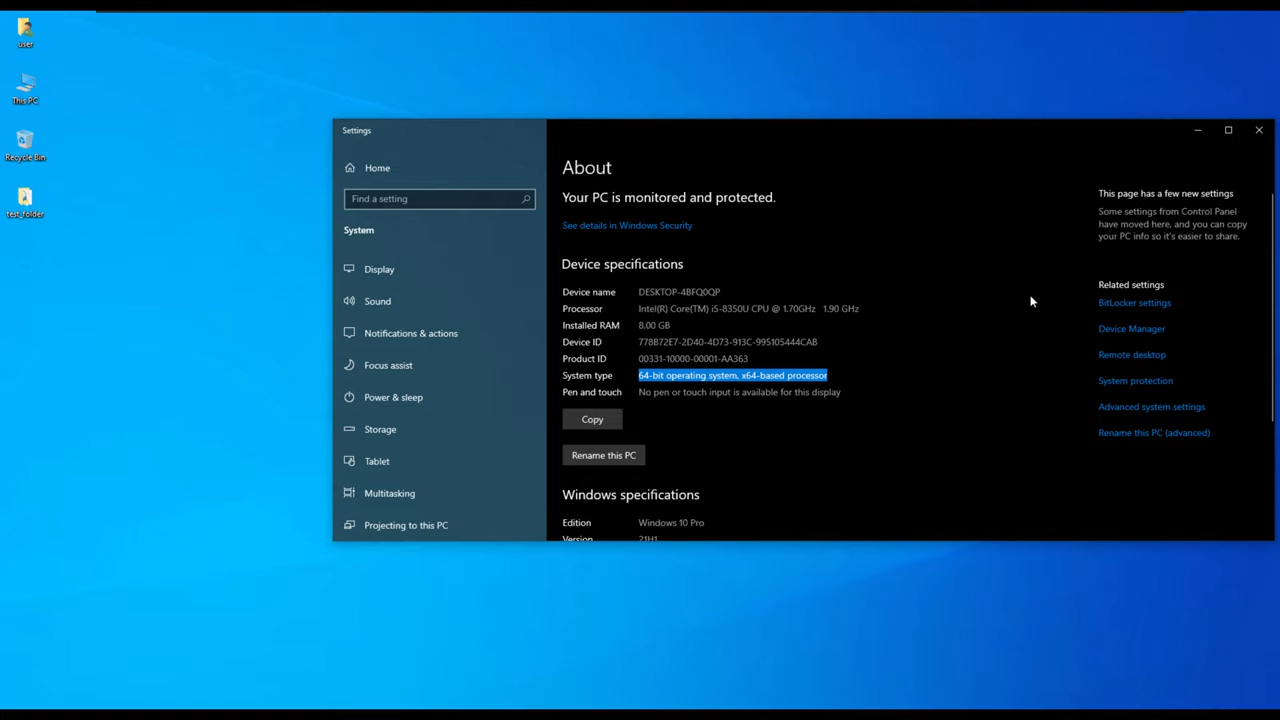 user
This PC
Recycle Bin
test_folder
Settings
Home
Find a setting
System
Display
Sound
Notifications & actions
Focus assist
Power & sleep
Storage
Tablet
Multitasking
Projecting to this PC
About
Your PC is monitored and protected.
See details in Windows Security
Device specifications
Device name DESKTOP-4BFQ0QP
Processor Intel(R) Core(TM) i5-8350U CPU @ 1.70GHz 1.90 GHz
Installed RAM 8.00 GB
Device ID 778B72E7-2D40-4D73-913C-995105444CAB
Product ID 00331-10000-00001-AA363
System type 64-bit operating system, x64-based processor
Pen and touch No pen or touch input is available for this display
Copy
Rename this PC
Windows specifications
Edition Windows 10 Pro
Version 21H1
This page has a few new settings
Some settings from Control Panel
have moved here, and you can copy
your PC info so it's easier to share.
Related settings
BitLocker settings
Device Manager
Remote desktop
System protection
Advanced system settings
Rename this PC (advanced)